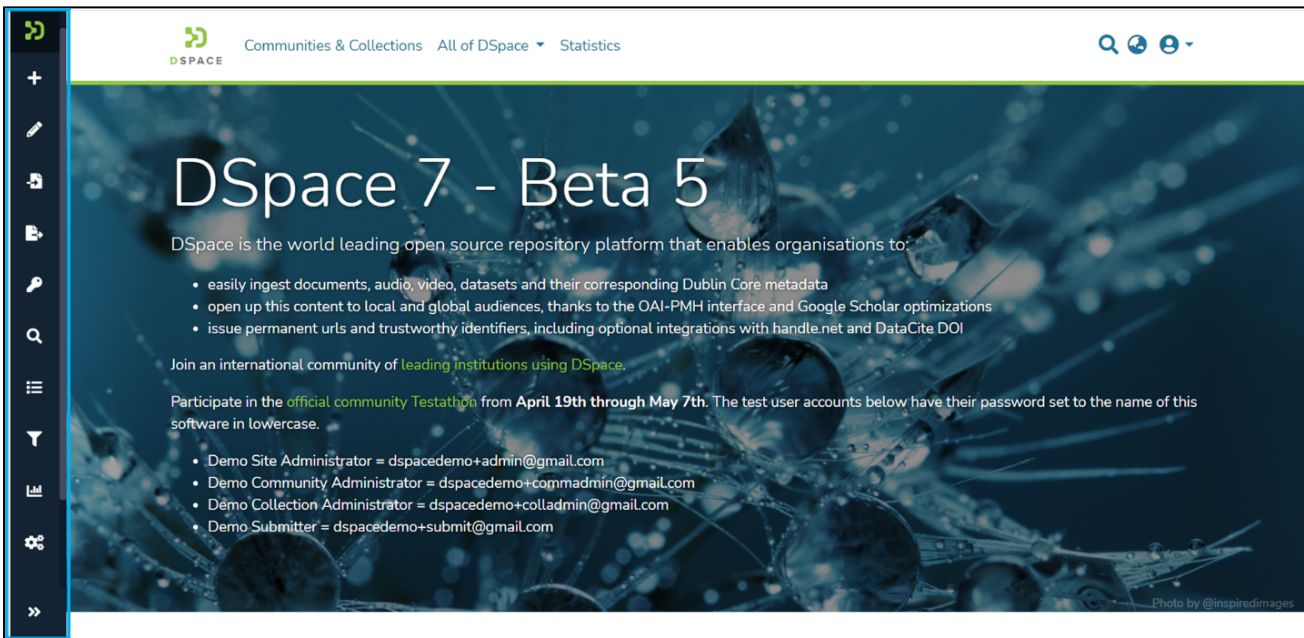 DSPACE
Communities & Collections All of DSpace Statistics
DSpace 7 - Beta 5
DSpace is the world leading open source repository platform that enables organisations to:
• easily ingest documents, audio, video, datasets and their corresponding Dublin Core metadata
• open up this content to local and global audiences, thanks to the OAI-PMH interface and Google Scholar optimizations
• issue permanent urls and trustworthy identifiers, including optional integrations with handle.net and DataCite DOI
Join an international community of leading institutions using DSpace.
Participate in the official community Testathon from April 19th through May 7th. The test user accounts below have their password set to the name of this
software in lowercase.
• Demo Site Administrator = dspacedemo+admin@gmail.com
• Demo Community Administrator = dspacedemo+commadmin@gmail.com
• Demo Collection Administrator = dspacedemo+colladmin@gmail.com
• Demo Submitter = dspacedemo+submit@gmail.com
Photo by @inspiredimages